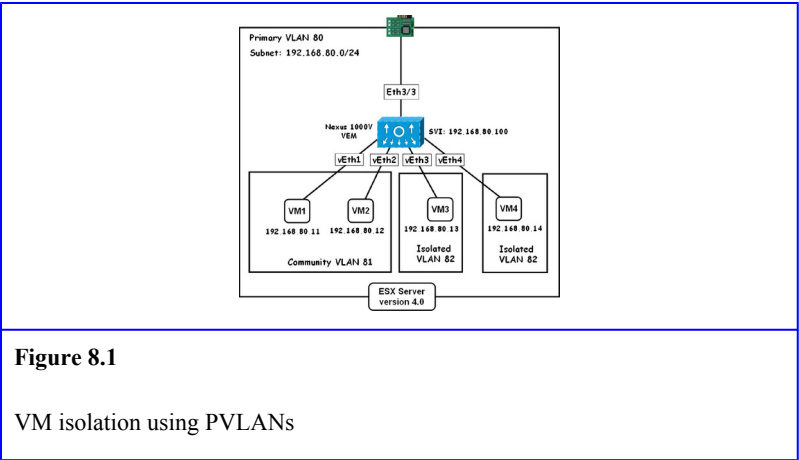 Primary VLAN 80
Subnet: 192.168.80.0/24
Eth3/3
Nexus 1000V
VEM
SVI: 192.168.80.100
vEth1 vEth2 vEth3 vEth4
VM1 VM2 VM3 VM4
192.168.80.11 192.168.80.12 192.168.80.13 192.168.80.14
Community VLAN 81
Isolated
VLAN 82
Isolated
VLAN 82
ESX Server
version 4.0
Figure 8.1
VM isolation using PVLANs